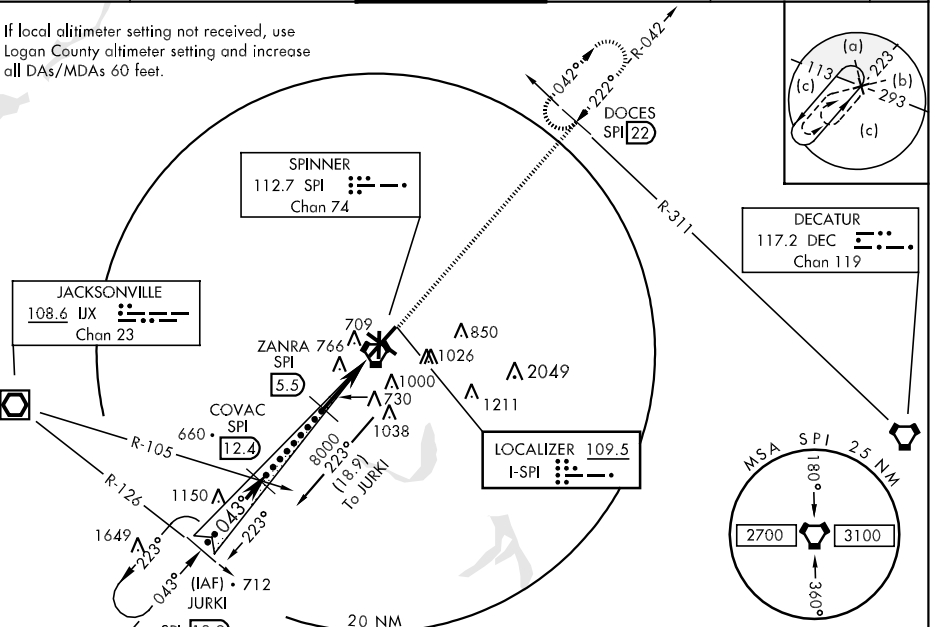 If local alitimeter setting not received, use
Logan County altimeter setting and increase
all DAs/MDAs 60 feet.
R-042
042°
222°
DOCES
SPI 22
(a)
113
223
(c)
(b)
293
(c)
SPINNER
112.7 SPI
Chan 74
R-311
DECATUR
117.2 DEC
Chan 119
JACKSONVILLE
108.6 IJX
Chan 23
709
ZANRA 766
SPI
5.5
850
1026
2049
1000
730
1211
1038
COVAC
SPI
12.4
660
R-105
R-126
8000
223°
(18.9)
To JURKI
LOCALIZER 109.5
I-SPI
1150
043°
223°
1649
223°
043°
(IAF)
712
JURKI
20 NM
MSA SPI 25 NM
180°
2700
3100
360°